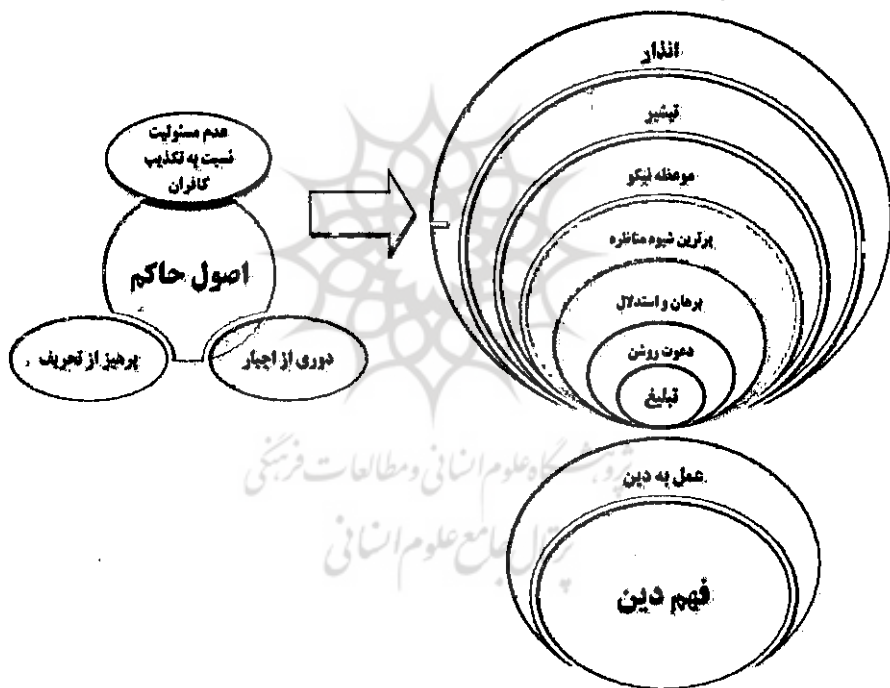 انذار
تبشیر
موعظه نیکو
برترین شیوه مناظره
برهان و استدلال
دعوت روشن
تبلیغ
عدم مسئولیت
نسبت به تکذیب
کافران
اصول حاکم
دوری از اجبار
پرهیز از تحریف
پژوهشگاه علوم انسانی و مطالعات فرهنگی
پرتال جامع علوم انسانی
عمل به دین
فهم دین